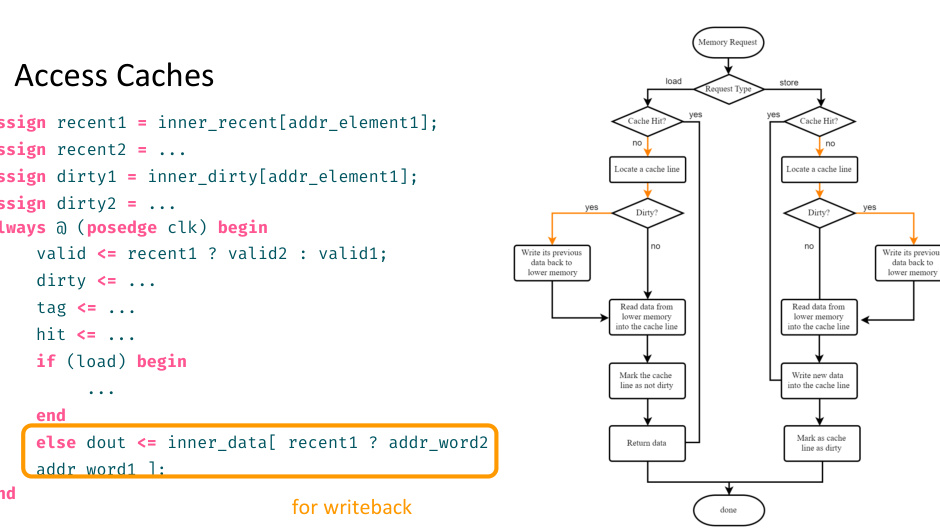 Access Caches
ssign recent1 = inner_recent[addr_element1];
ssign recent2 = ...
ssign dirty1 = inner_dirty[addr_element1];
ssign dirty2 = ...
lways @ (posedge clk) begin
valid <= recent1 ? valid2 : valid1;
dirty <= ...
tag <= ...
hit <= ...
if (load) begin
...
end
else dout <= inner_data[ recent1 ? addr_word2
addr_word1 ];
nd
for writeback
Memory Request
Request Type
load
store
Cache Hit?
yes
no
Locate a cache line
Dirty?
yes
no
Write its previous
data back to
lower memory
Read data from
lower memory
into the cache line
Mark the cache
line as not dirty
Return data
Cache Hit?
yes
no
Locate a cache line
Dirty?
yes
no
Write its previous
data back to
lower memory
Read data from
lower memory
into the cache line
Write new data
into the cache line
Mark as cache
line as dirty
done